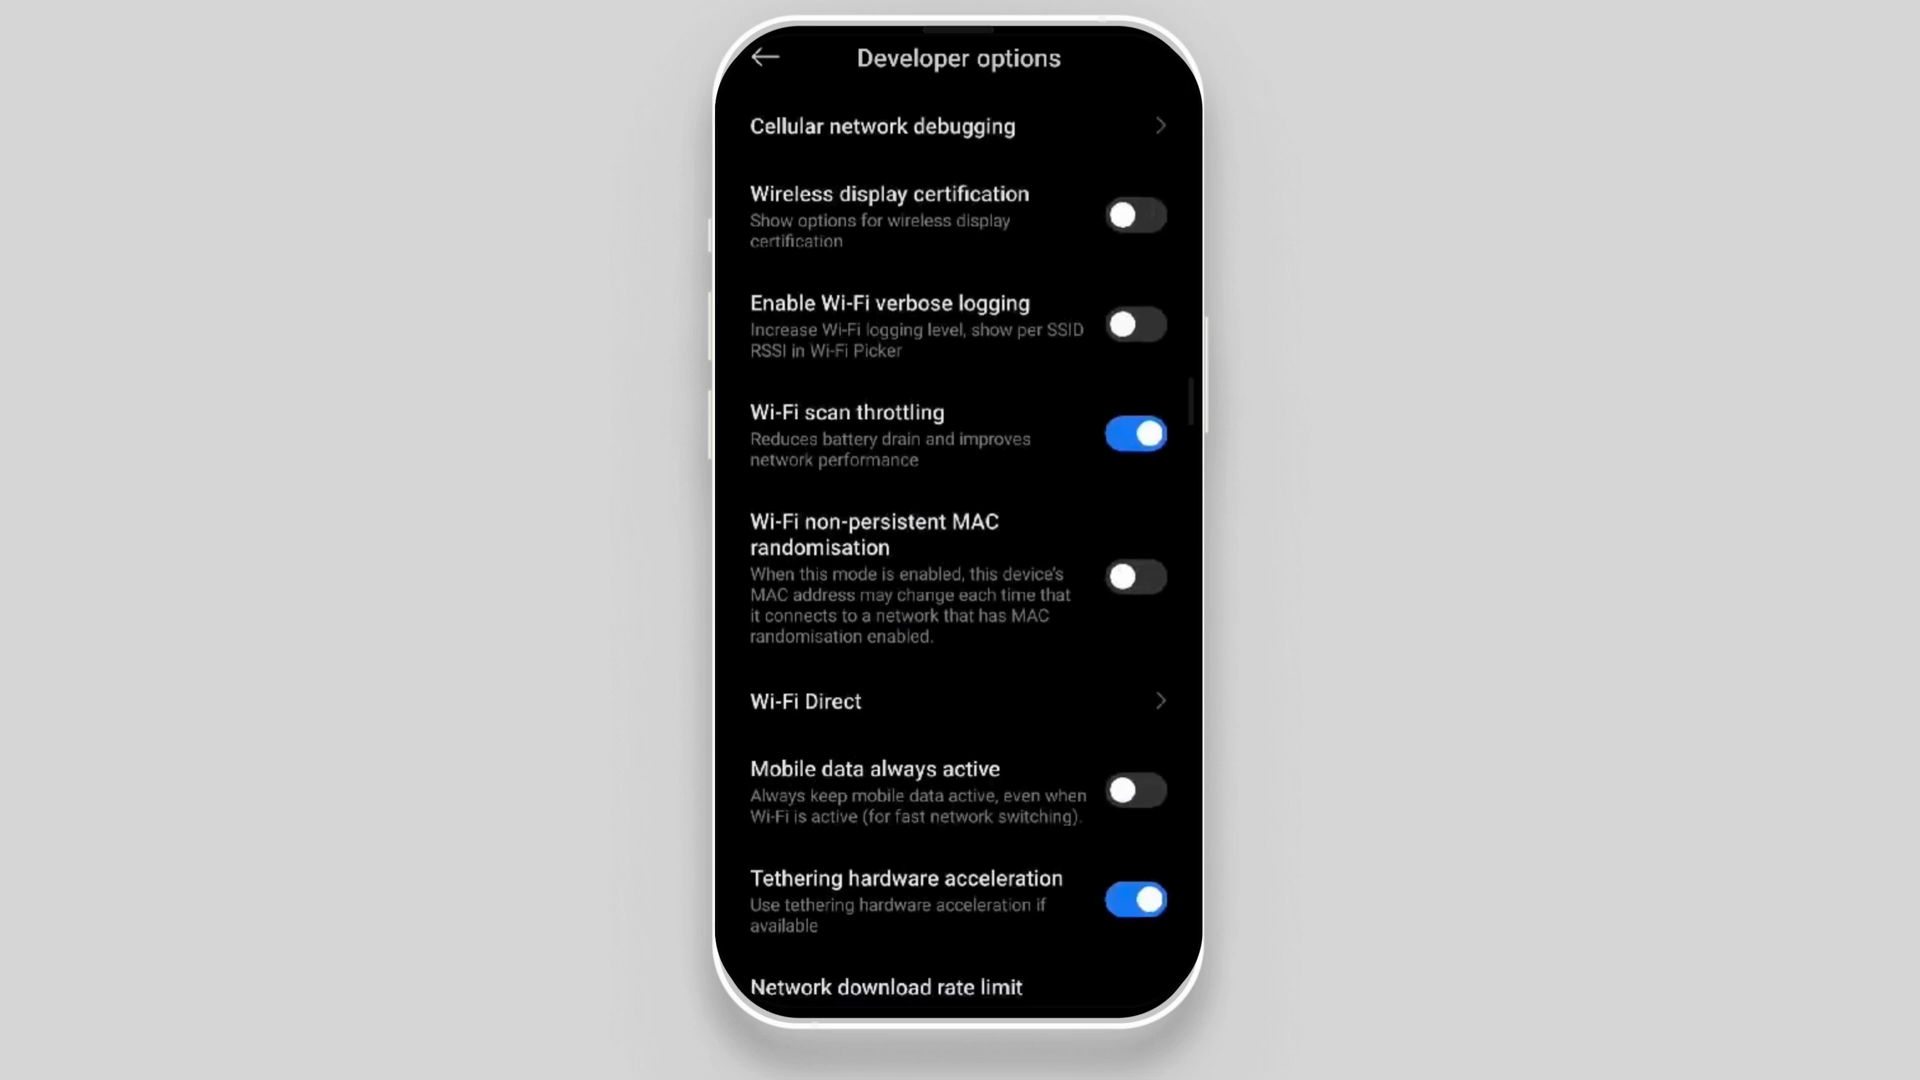 Developer options
Cellular network debugging
Wireless display certification
Show options for wireless display
certification
Enable Wi-Fi verbose logging
Increase Wi-Fi logging level, show per SSID
RSSI in Wi-Fi Picker
Wi-Fi scan throttling
Reduces battery drain and improves
network performance
Wi-Fi non-persistent MAC
randomisation
When this mode is enabled, this device's
MAC address may change each time that
it connects to a network that has MAC
randomisation enabled.
Wi-Fi Direct
Mobile data always active
Always keep mobile data active, even when
Wi-Fi is active (for fast network switching).
Tethering hardware acceleration
Use tethering hardware acceleration if
available
Network download rate limit